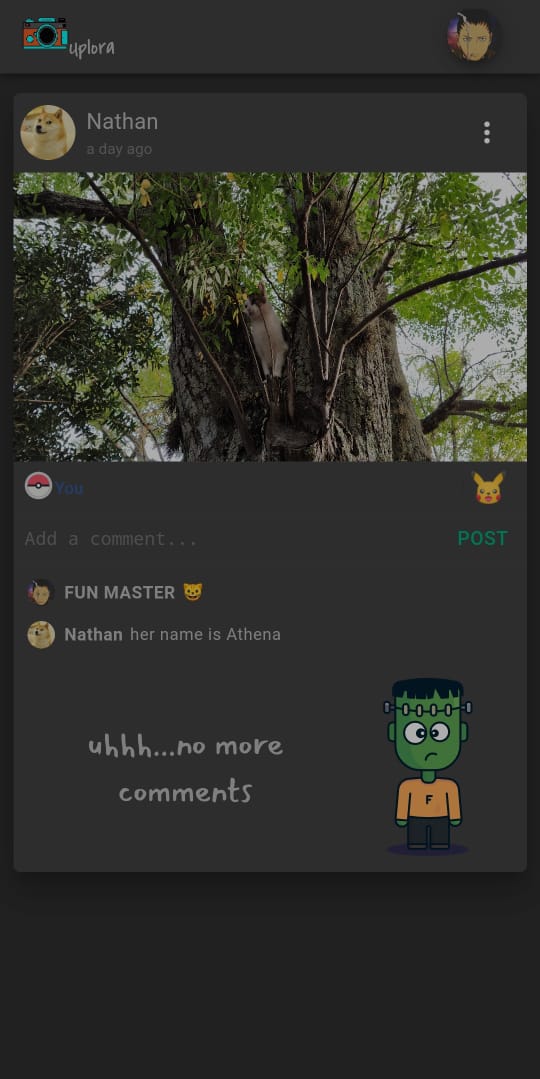 uplora
Nathan
a day ago
You
Add a comment...
POST
FUN MASTER 😺
Nathan her name is Athena
uhhh...no more
comments
F